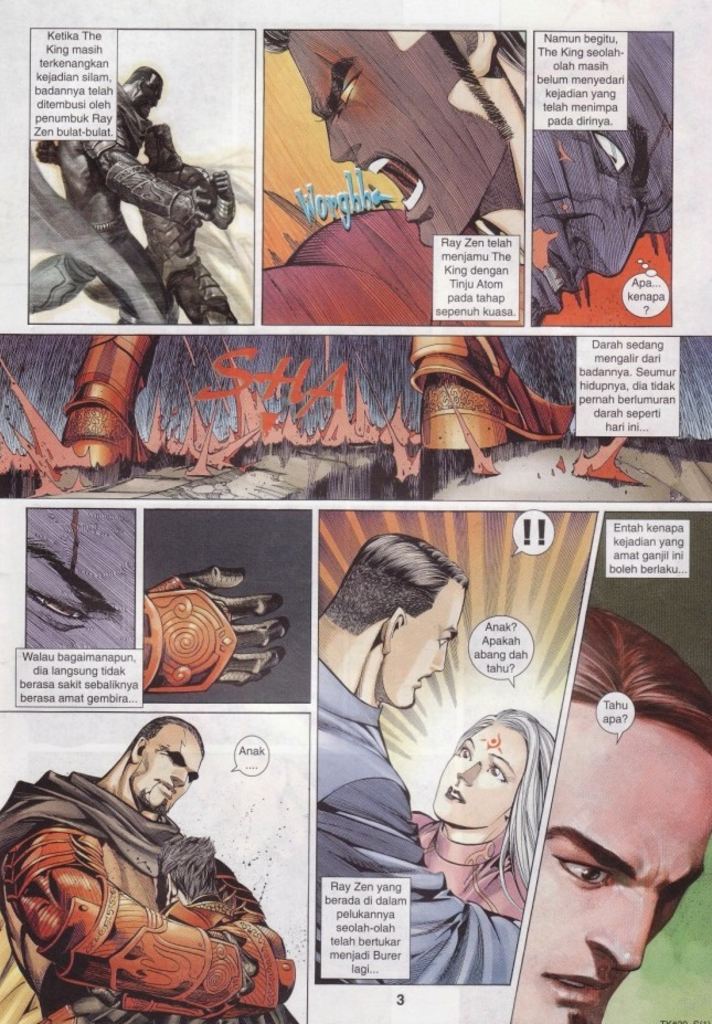 Ketika The
King masih
terkenangkan
kejadian silam,
badannya telah
ditembusi oleh
penumbuk Ray
Zen bulat-bulat.
Worghh
Ray Zen telah
menjamu The
King dengan
Tinju Atom
pada tahap
sepenuh kuasa.
Namun begitu,
The King seolah-
olah masih
belum menyedari
kejadian yang
telah menimpa
pada dirinya.
Apa...
kenapa
?
SHA
Darah sedang
mengalir dari
badannya. Seumur
hidupnya, dia tidak
pernah berlumuran
darah seperti
hari ini...
Walau bagaimanapun,
dia langsung tidak
berasa sakit sebaliknya
berasa amat gembira...
Anak
....
!!
Anak?
Apakah
abang dah
tahu?
Ray Zen yang
berada di dalam
pelukannya
seolah-olah
telah bertukar
menjadi Burer
lagi...
Entah kenapa
kejadian yang
amat ganjil ini
boleh berlaku...
Tahu
apa?
3